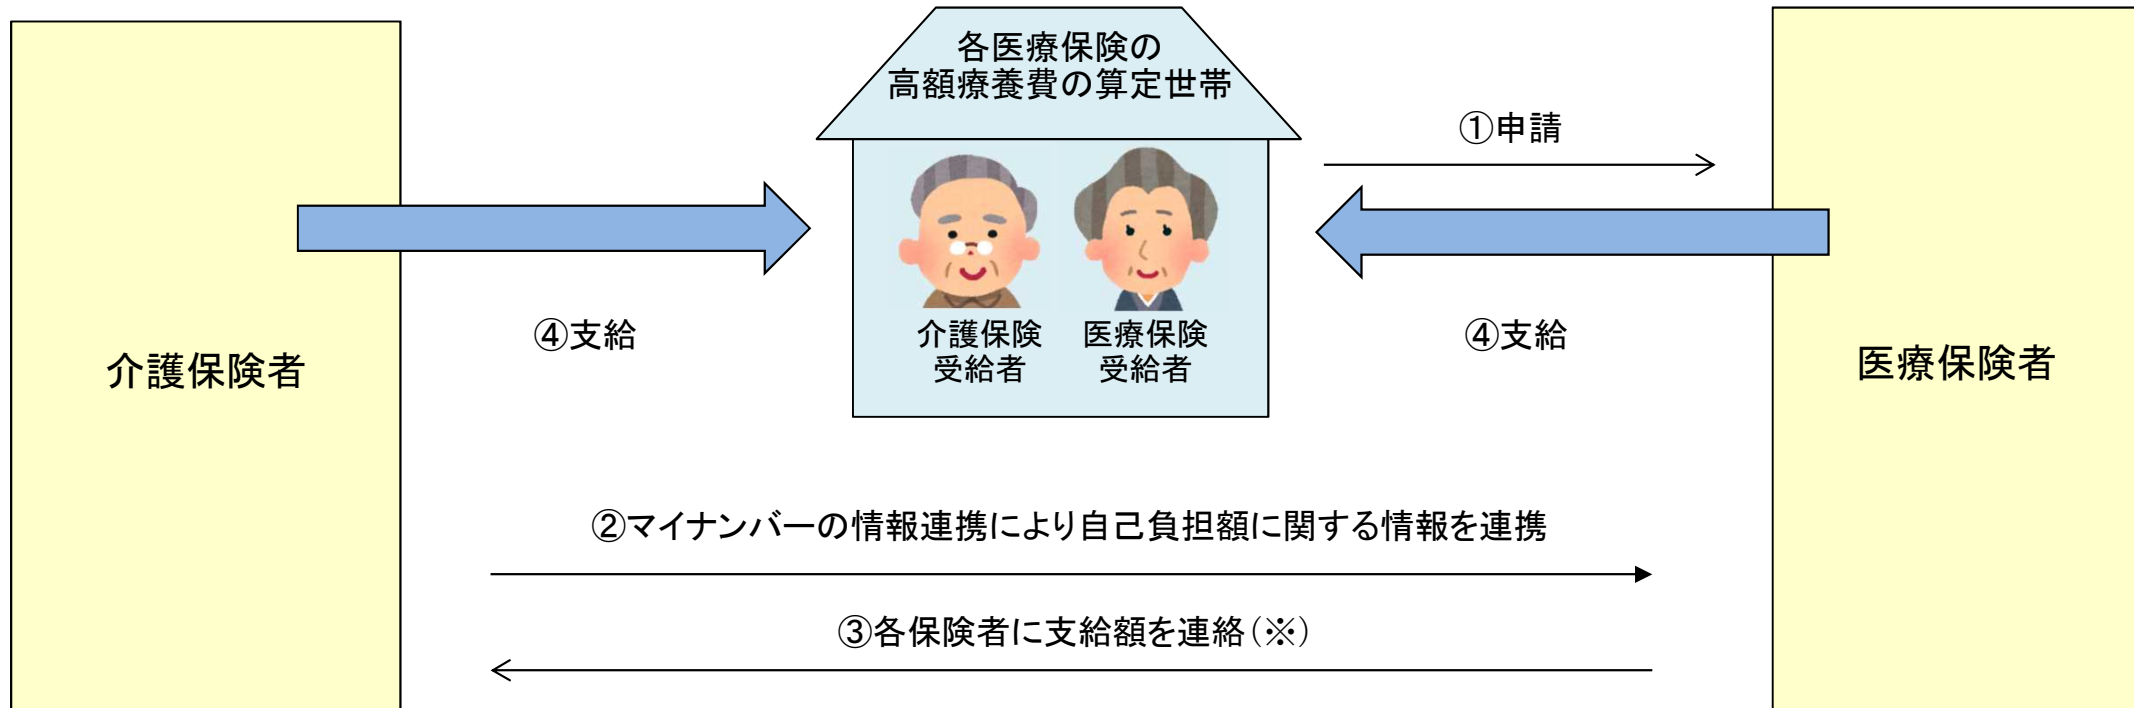 各医療保険の
高額療養費の算定世帯
①申請
④支給
介護保険
受給者
医療保険
受給者
④支給
介護保険者
医療保険者
②マイナンバーの情報連携により自己負担額に関する情報を連携
③各保険者に支給額を連絡(※)